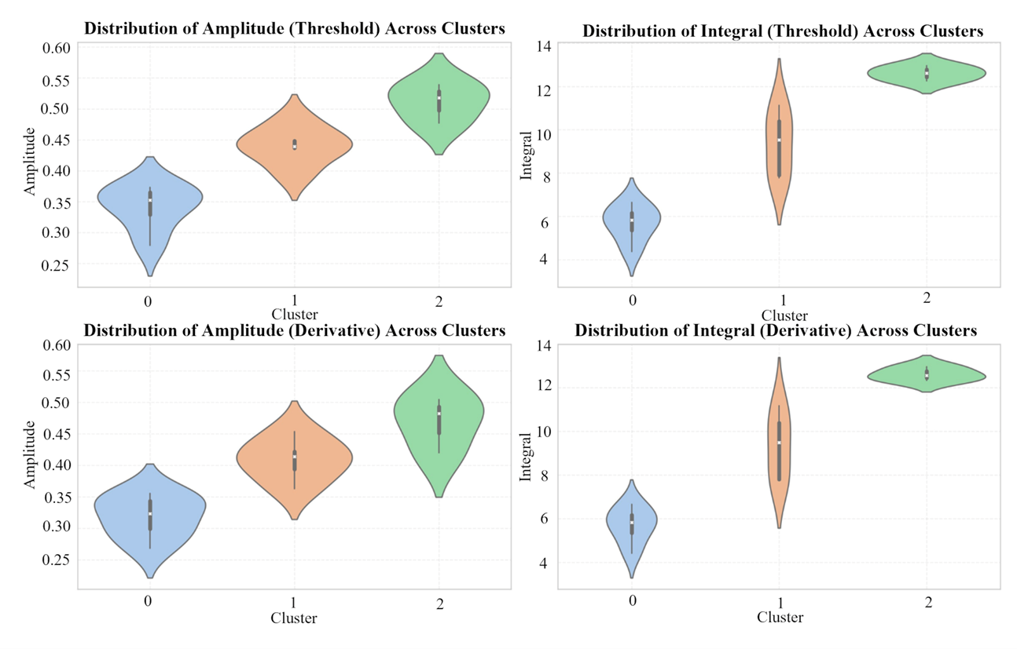 Distribution of Amplitude (Threshold) Across Clusters
0.60
0.55
0.50
0.45
0.40
0.35
0.30
0.25
Amplitude
0 1 2
Cluster
Distribution of Integral (Threshold) Across Clusters
14
12
10
8
6
4
Integral
0 1 2
Cluster
Distribution of Amplitude (Derivative) Across Clusters
0.60
0.55
0.50
0.45
0.40
0.35
0.30
0.25
Amplitude
0 1 2
Cluster
Distribution of Integral (Derivative) Across Clusters
14
12
10
8
6
4
Integral
0 1 2
Cluster